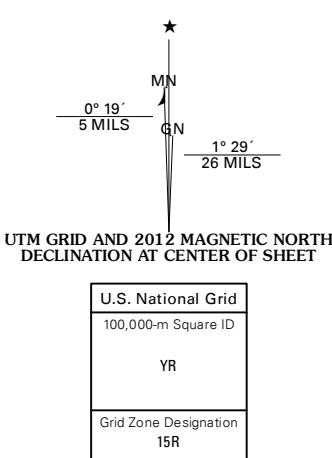 ★
MN
0° 19´
5 MILS
GN
1° 29´
26 MILS
UTM GRID AND 2012 MAGNETIC NORTH
DECLINATION AT CENTER OF SHEET
U.S. National Grid
100,000-m Square ID
YR
Grid Zone Designation
15R